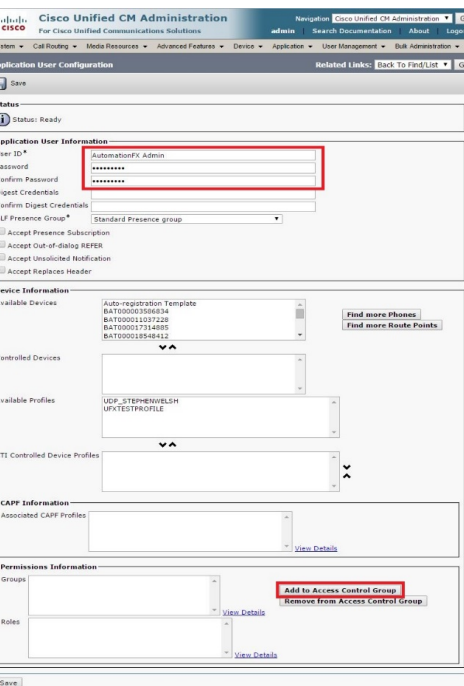 Cisco Unified CM Administration
For Cisco Unified Communications Solutions
CISCO
Navigation Cisco Unified CM Administration
admin Search Documentation About Logo
stem Call Routing Media Resources Advanced Features Device Application User Management Bulk Administration
pplication User Configuration
Related Links: Back To Find/List G
Save
tatus
Status: Ready
pplication User Information
ser ID* AutomationFX Admin
assword •••••••••
onfirm Password •••••••••
igest Credentials
onfirm Digest Credentials
LF Presence Group* Standard Presence group
Accept Presence Subscription
Accept Out-of-dialog REFER
Accept Unsolicited Notification
Accept Replaces Header
evice Information
vailable Devices
Auto-registration Template
BAT000003586834
BAT000011037228
BAT000017314885
BAT000018548412
Find more Phones
Find more Route Points
ontrolled Devices
vailable Profiles
UDP_STEPHENWELSH
UFXTESTPROFILE
TI Controlled Device Profiles
CAPF Information
Associated CAPF Profiles
View Details
Permissions Information
Groups
Add to Access Control Group
Remove from Access Control Group
View Details
Roles
View Details
Save